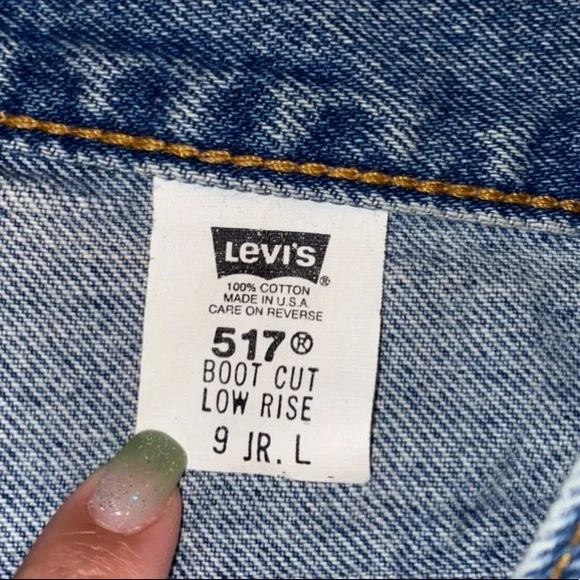 LEVI'S ®
100% COTTON
MADE IN U.S.A
CARE ON REVERSE
517®
BOOT CUT
LOW RISE
9 JR. L